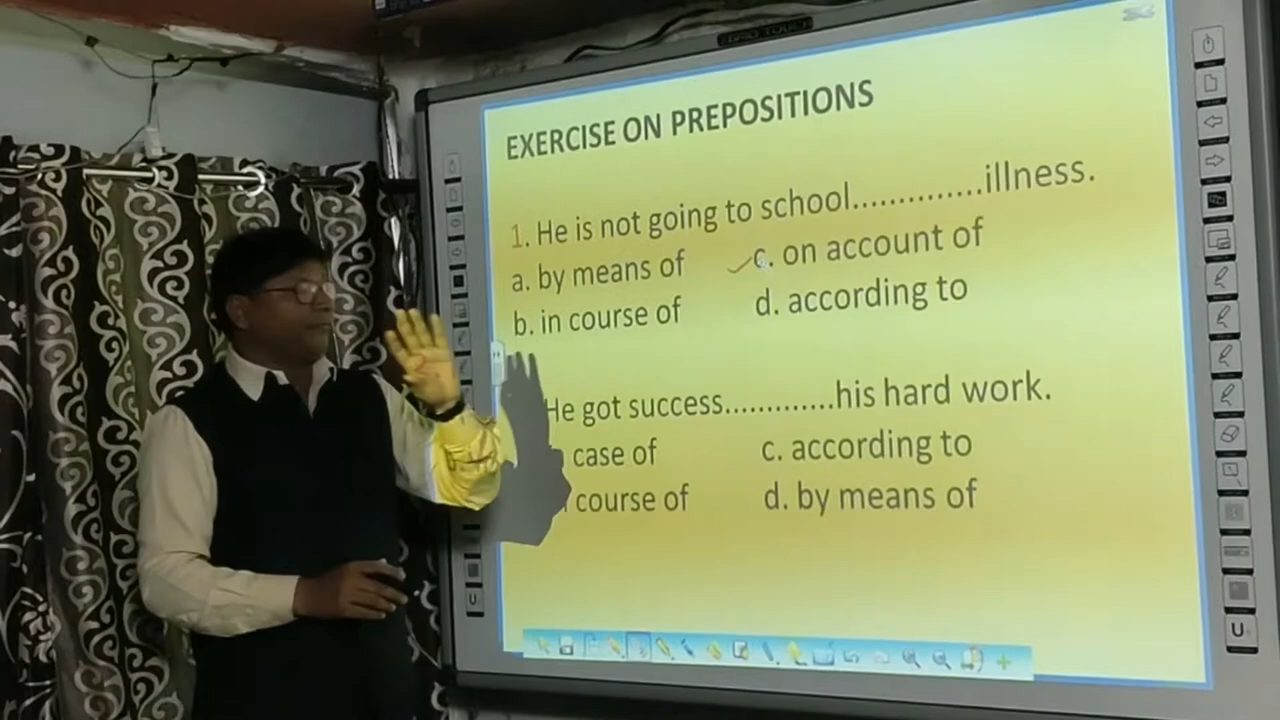 EXERCISE ON PREPOSITIONS
1. He is not going to school..............illness.
a. by means of c. on account of
b. in course of d. according to
He got success.............his hard work.
case of c. according to
course of d. by means of
U
U